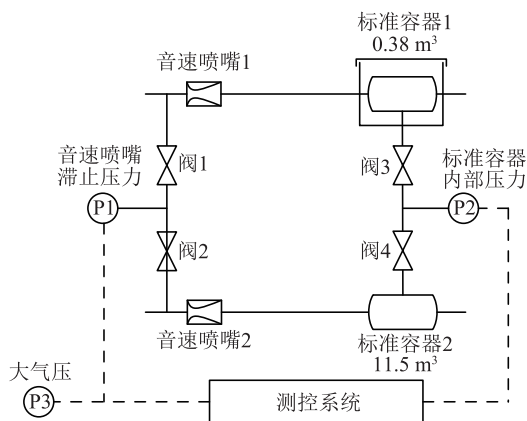 标准容器1
0.38 m³
音速喷嘴1
音速喷嘴
滞止压力
阀1
阀3
标准容器
内部压力
P1
P2
阀2
阀4
音速喷嘴2
标准容器2
11.5 m³
大气压
P3
测控系统